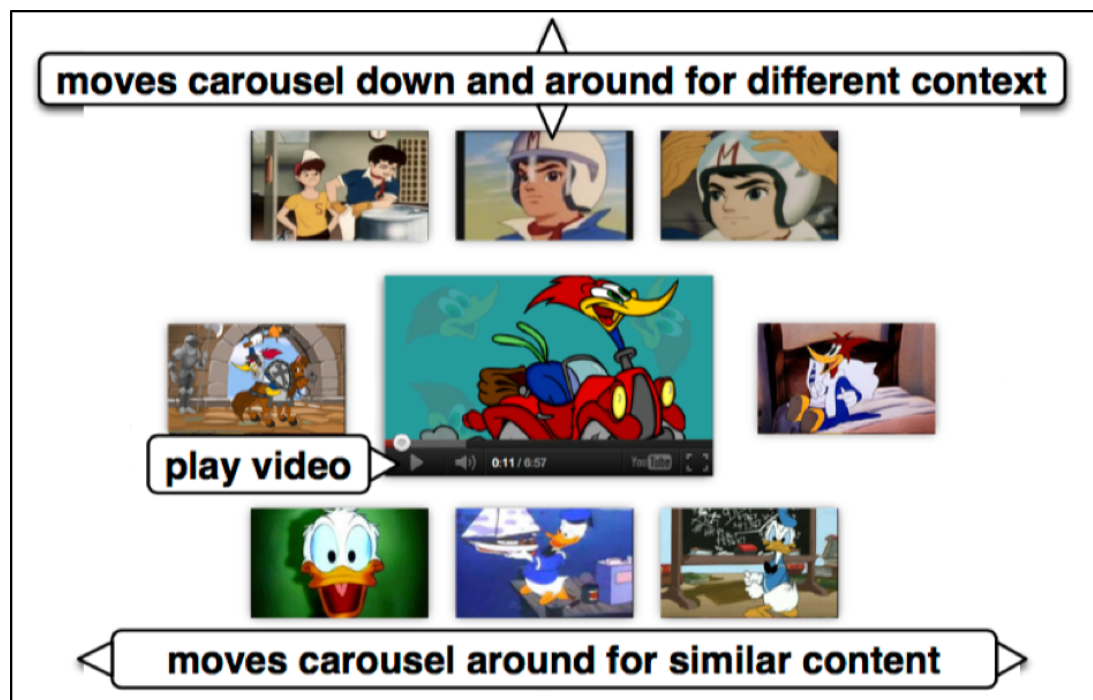 moves carousel down and around for different context
M
M
S
play video
0:11 / 6:57
YouTube
moves carousel around for similar content